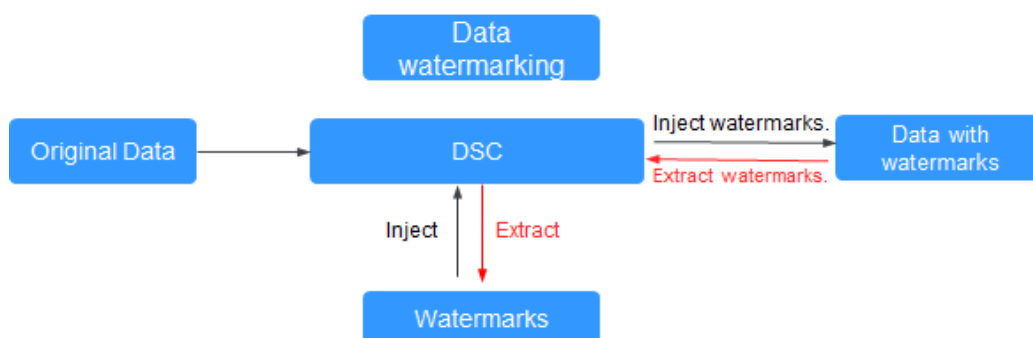 Data
watermarking
Original Data
DSC
Inject watermarks.
Extract watermarks.
Data with
watermarks
Inject
Extract
Watermarks